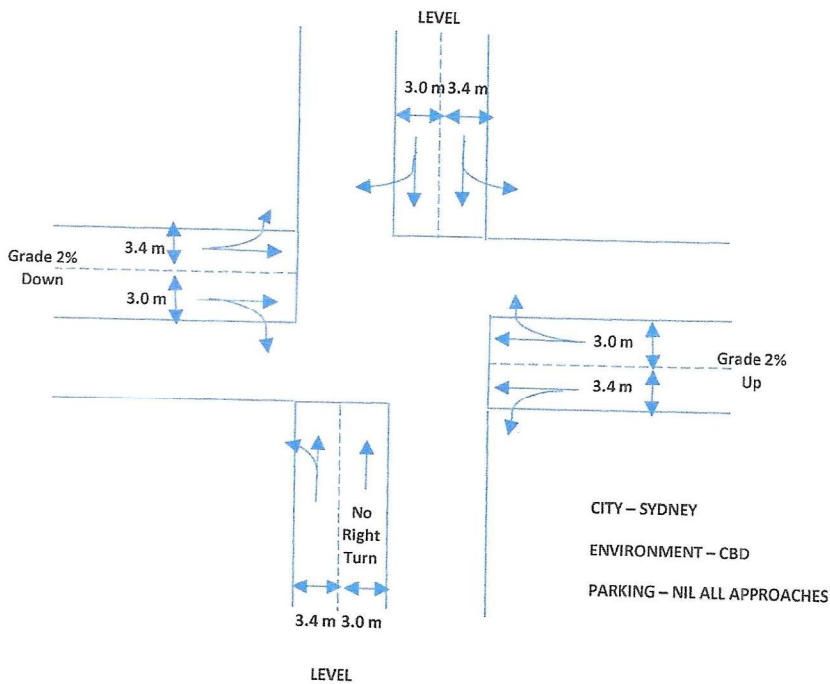 LEVEL
3.0 m 3.4 m
3.4 m
Grade 2%
Down
3.0 m
3.0 m
Grade 2%
Up
3.4 m
No
Right
Turn
CITY – SYDNEY
ENVIRONMENT – CBD
PARKING – NIL ALL APPROACHES
3.4 m 3.0 m
LEVEL